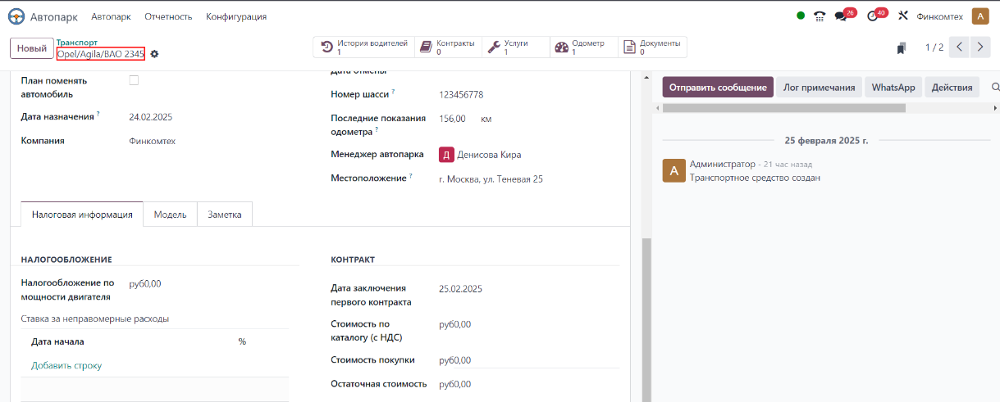 Автопарк Автопарк Отчетность Конфигурация 26 40 Финкомтех A
Новый Транспорт История водителей 1 Контракты 0 Услуги 1 Одометр 1 Документы 0 1 / 2
Opel/Agila/BAO 2345
План поменять автомобиль
Дата назначения ? 24.02.2025
Компания Финкомтех
Дата отмены
Номер шасси ? 123456778
Последние показания одометра ? 156,00 км
Менеджер автопарка Д Денисова Кира
Местоположение ? г. Москва, ул. Теневая 25
Налоговая информация Модель Заметка
НАЛОГООБЛОЖЕНИЕ
Налогообложение по мощности двигателя руб0,00
Ставка за неправомерные расходы
Дата начала %
Добавить строку
КОНТРАКТ
Дата заключения первого контракта 25.02.2025
Стоимость по каталогу (с НДС) руб0,00
Стоимость покупки руб0,00
Остаточная стоимость руб0,00
Отправить сообщение Лог примечания WhatsApp Действия
25 февраля 2025 г.
A Администратор - 21 час назад
Транспортное средство создан